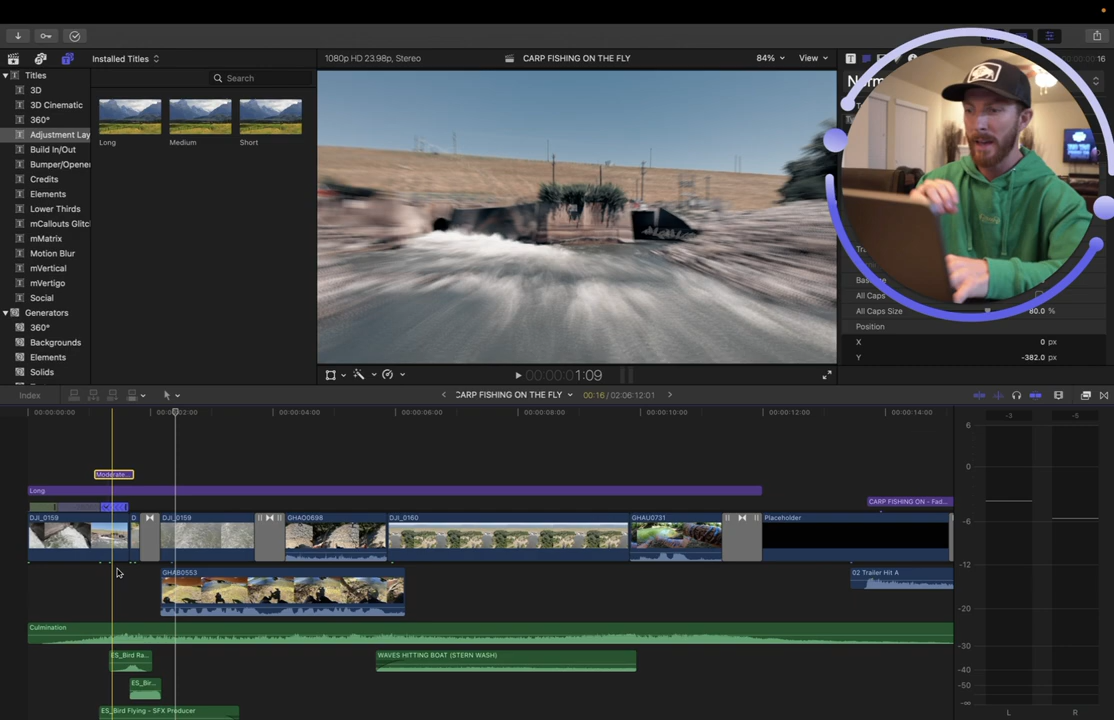 Installed Titles
1080p HD 23.98p, Stereo
CARP FISHING ON THE FLY
84%
View
16
Titles
3D
3D Cinematic
360°
Adjustment Lay
Build In/Out
Bumper/Opener
Credits
Elements
Lower Thirds
mCallouts Glitc
mMatrix
Motion Blur
mVertical
mVertigo
Social
Generators
360°
Backgrounds
Elements
Solids
Search
Long
Medium
Short
All Caps
All Caps Size
80.0 %
Position
X
0 px
Y
-382.0 px
00:00:00:01:09
Index
CARP FISHING ON THE FLY
00:16 / 02:06:12:01
00:00:00:00
00:00:02:00
00:00:04:00
00:00:06:00
00:00:08:00
00:00:10:00
00:00:12:00
00:00:14:00
Moderate...
Long
CARP FISHING ON - Fad...
DJI_0159
D
DJI_0159
GHAO0698
DJI_0160
GHAU0731
Placeholder
GHAB0553
02 Trailer Hit A
Culmination
ES_Bird Ra...
WAVES HITTING BOAT (STERN WASH)
ES_Bir...
ES_Bird Flying - SFX Producer
-3
-5
6
0
-6
-12
-20
-30
-40
-50
-∞
L
R